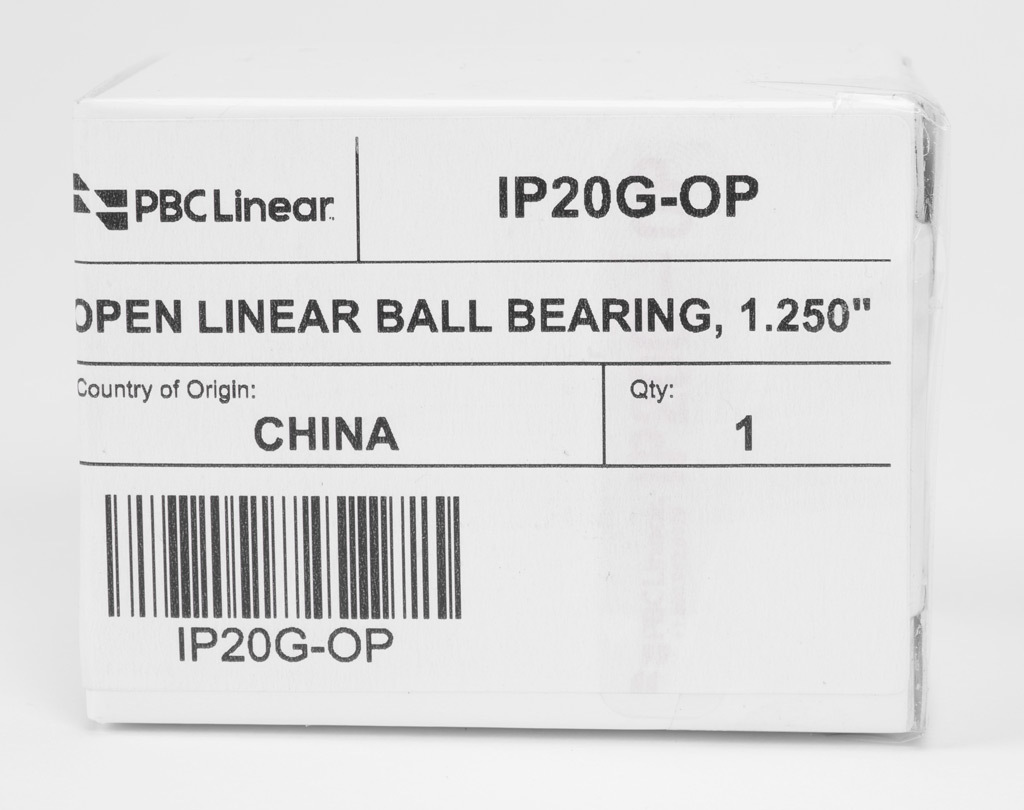 PBC Linear
IP20G-OP
OPEN LINEAR BALL BEARING, 1.250"
Country of Origin:
CHINA
Qty:
1
IP20G-OP